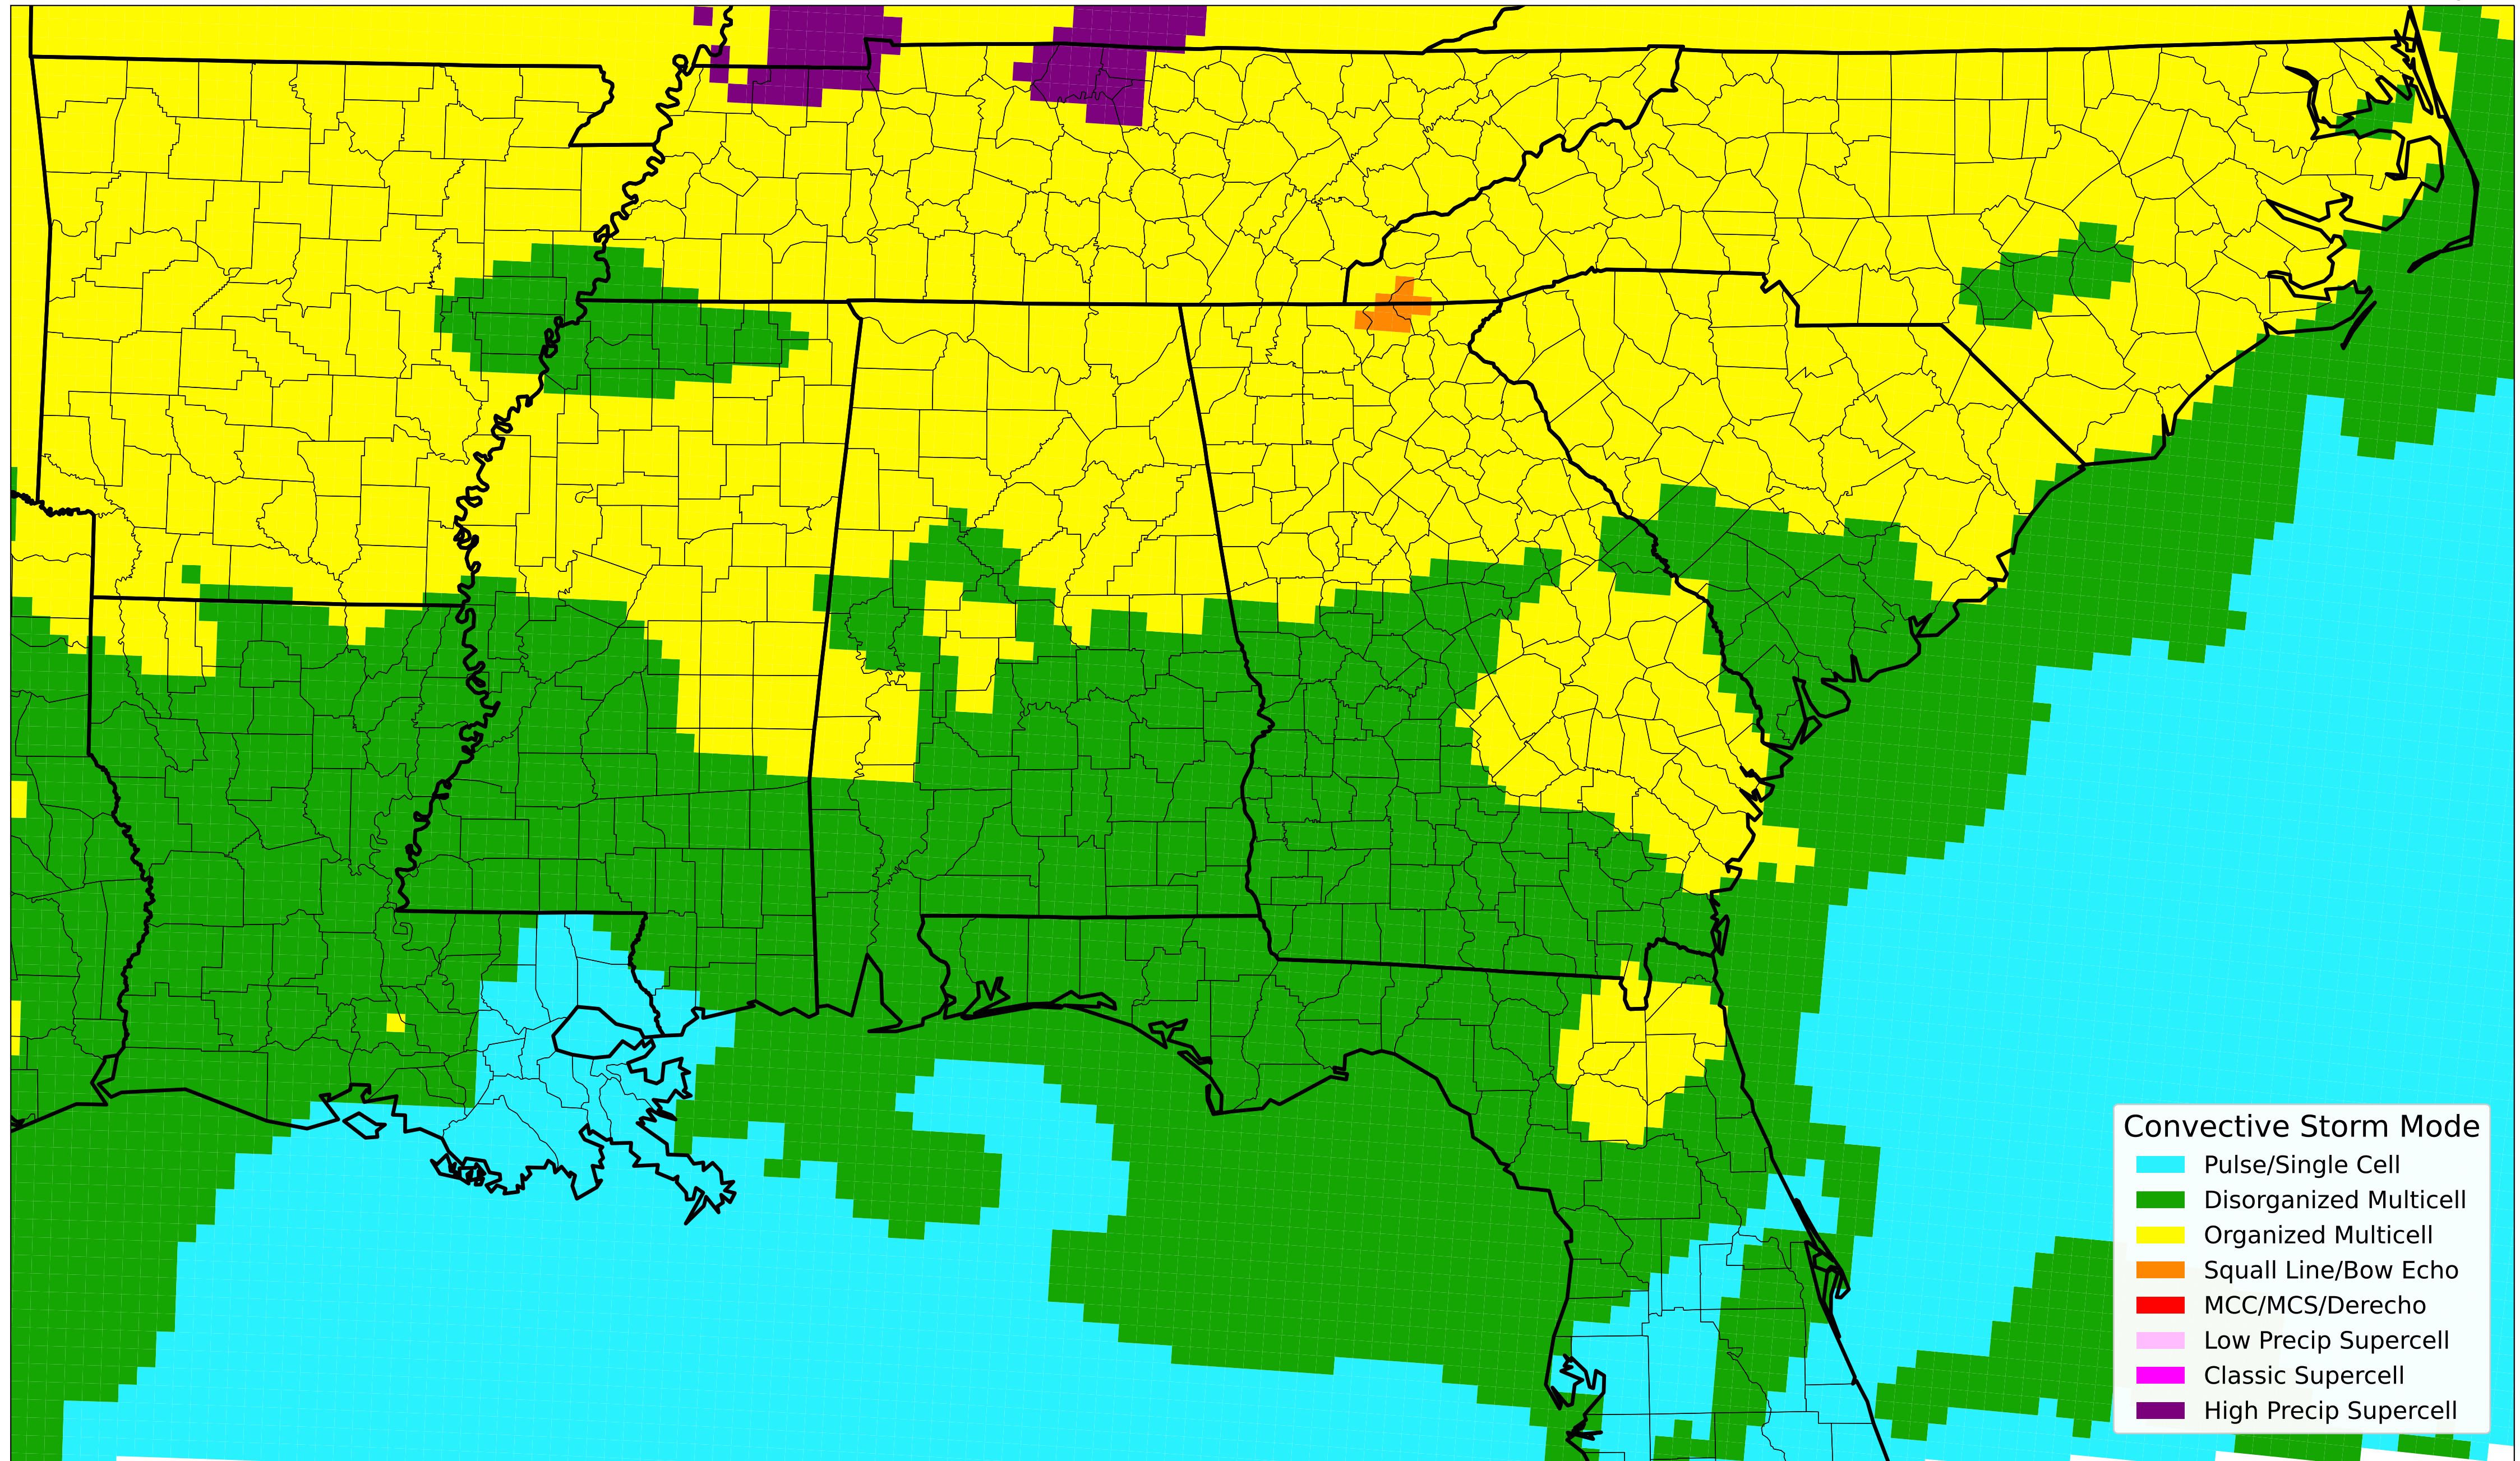 Convective Storm Mode
Pulse/Single Cell
Disorganized Multicell
Organized Multicell
Squall Line/Bow Echo
MCC/MCS/Derecho
Low Precip Supercell
Classic Supercell
High Precip Supercell